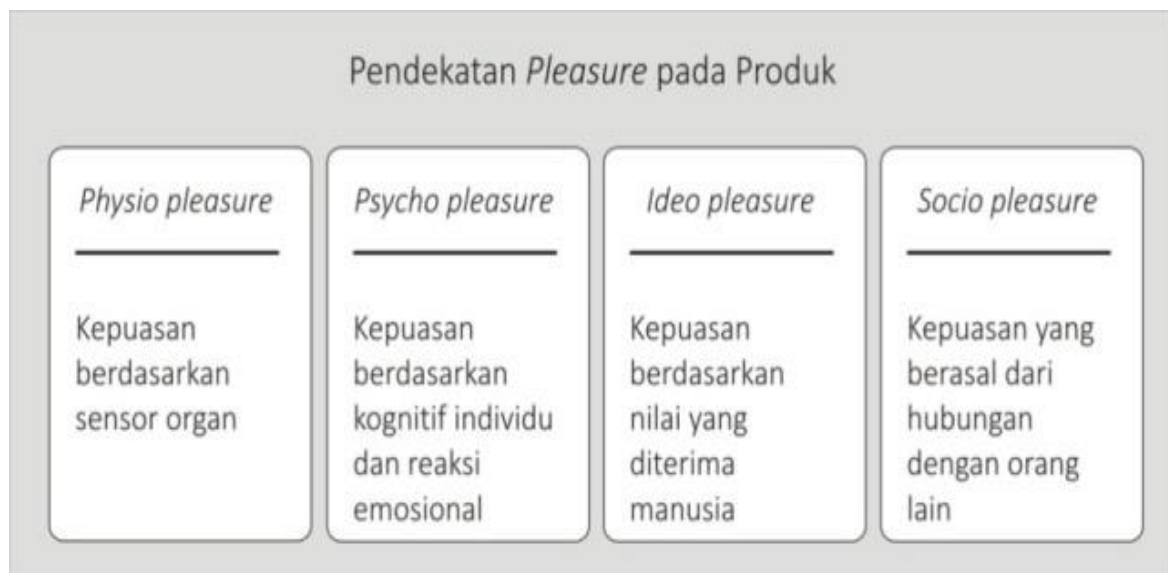 Pendekatan Pleasure pada Produk
Physio pleasure
Kepuasan
berdasarkan
sensor organ
Psycho pleasure
Kepuasan
berdasarkan
kognitif individu
dan reaksi
emosional
Ideo pleasure
Kepuasan
berdasarkan
nilai yang
diterima
manusia
Socio pleasure
Kepuasan yang
berasal dari
hubungan
dengan orang
lain